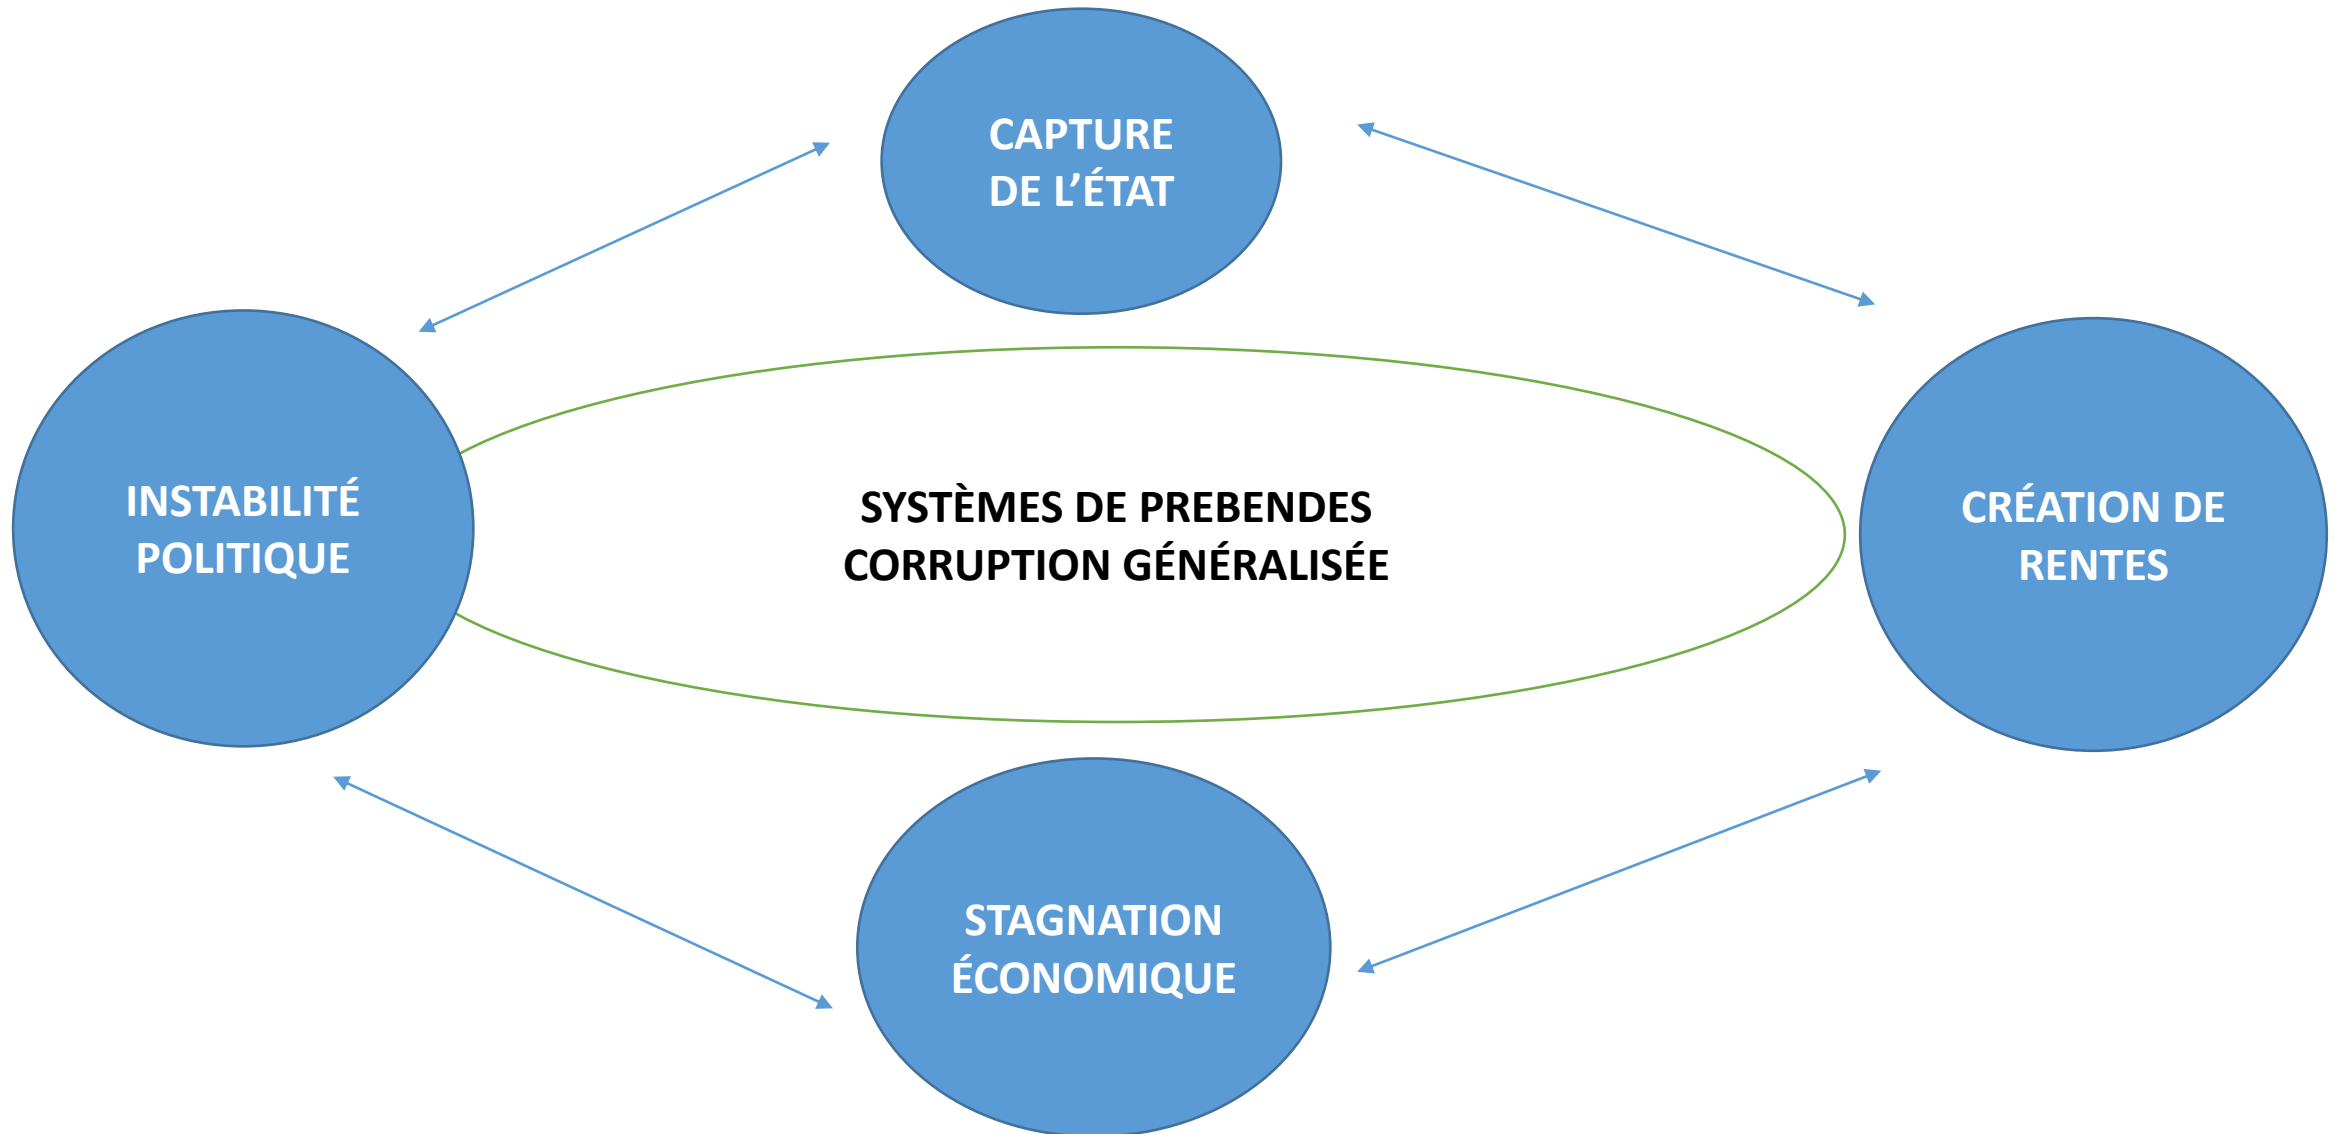 CAPTURE
DE L’ÉTAT
INSTABILITÉ
POLITIQUE
SYSTÈMES DE PREBENDES
CORRUPTION GÉNÉRALISÉE
CRÉATION DE
RENTES
STAGNATION
ÉCONOMIQUE